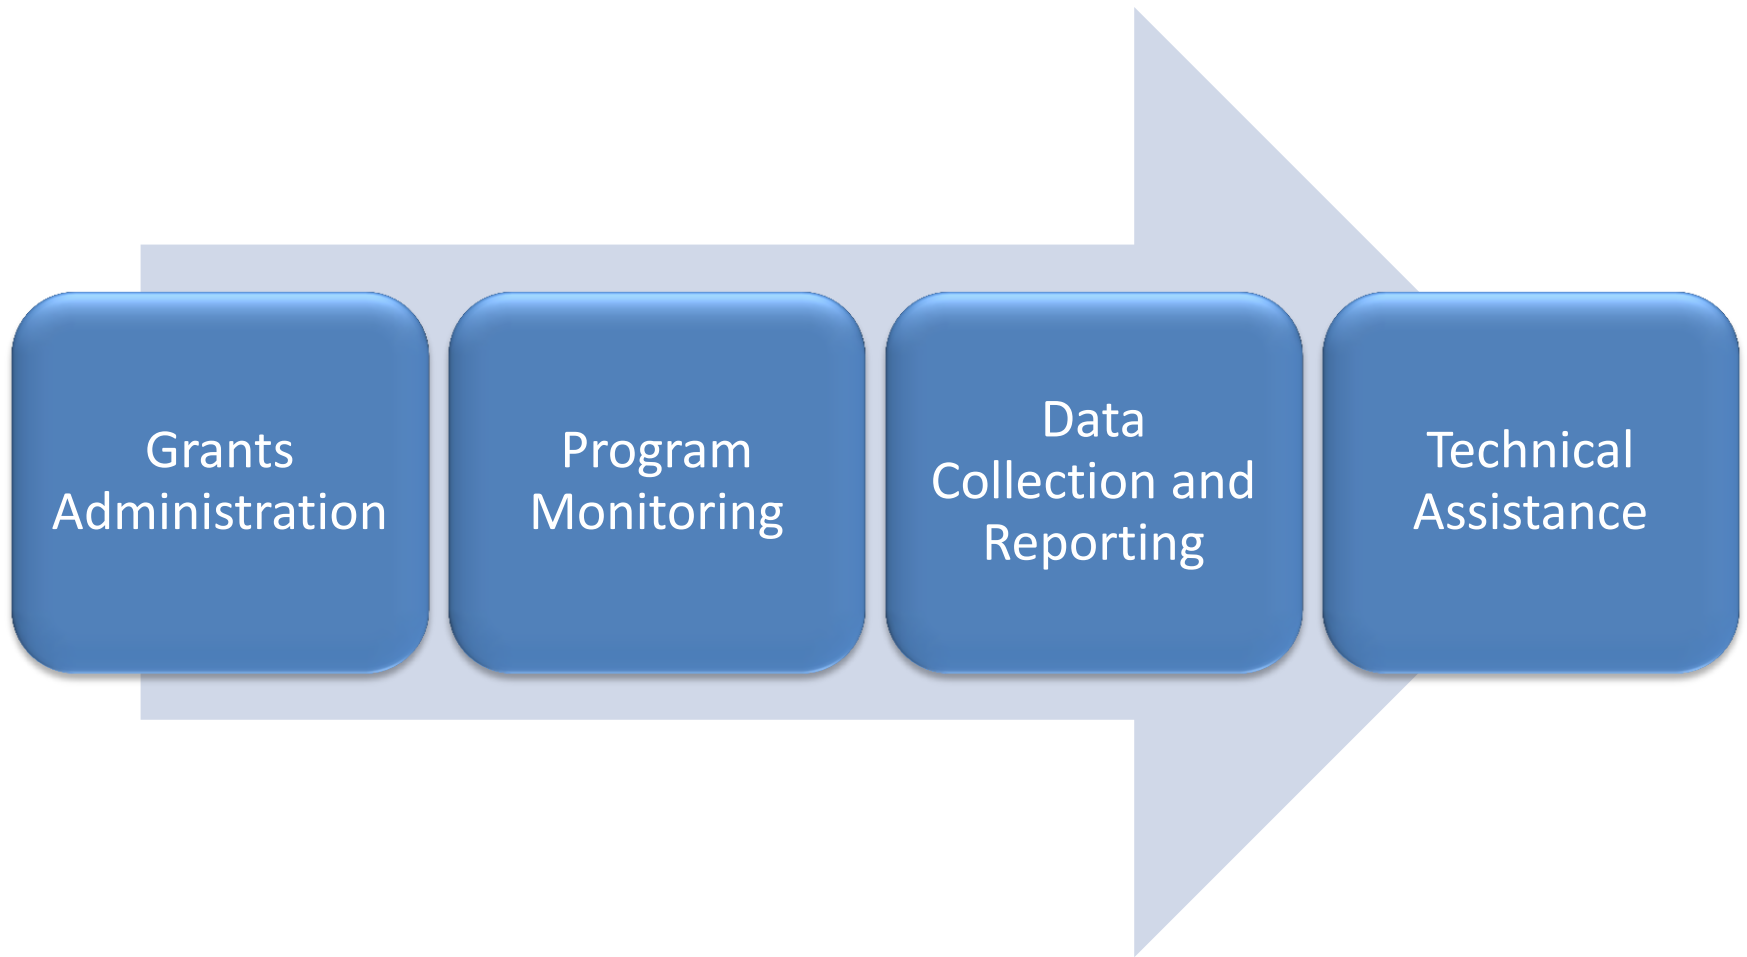 Grants
Administration
Program
Monitoring
Data
Collection and
Reporting
Technical
Assistance